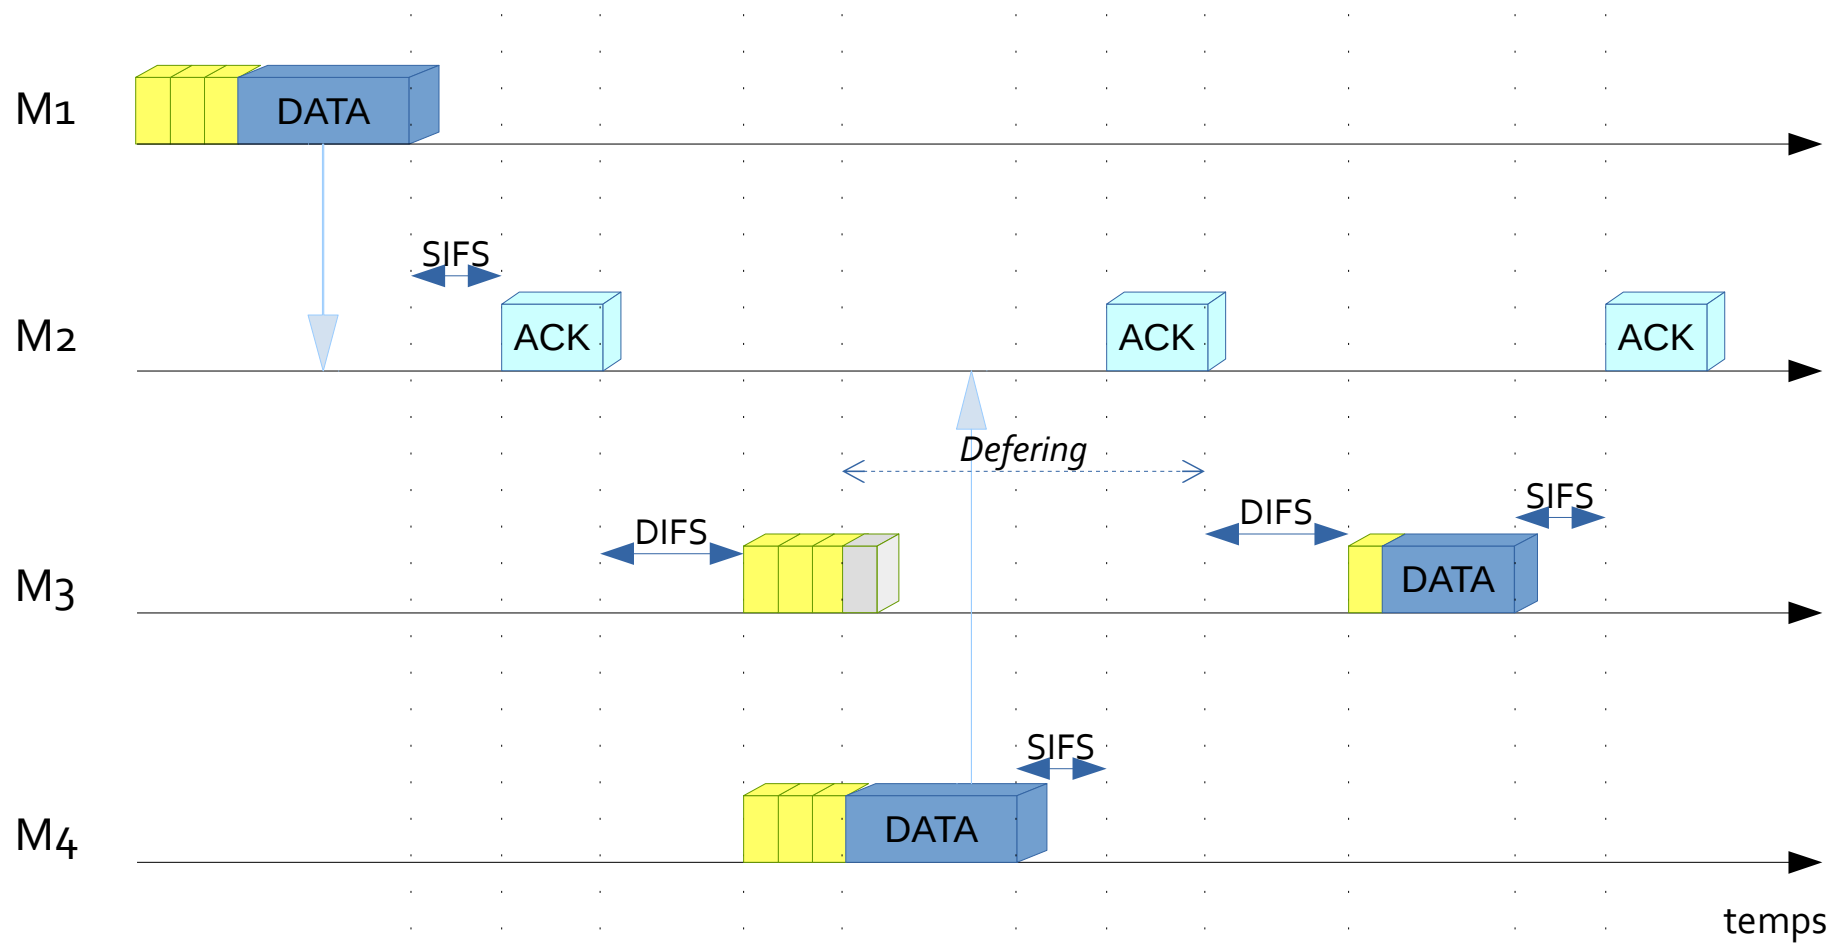 M1
DATA
SIFS
M2
ACK
ACK
ACK
Defering
SIFS
DIFS
DIFS
M3
DATA
SIFS
M4
DATA
temps